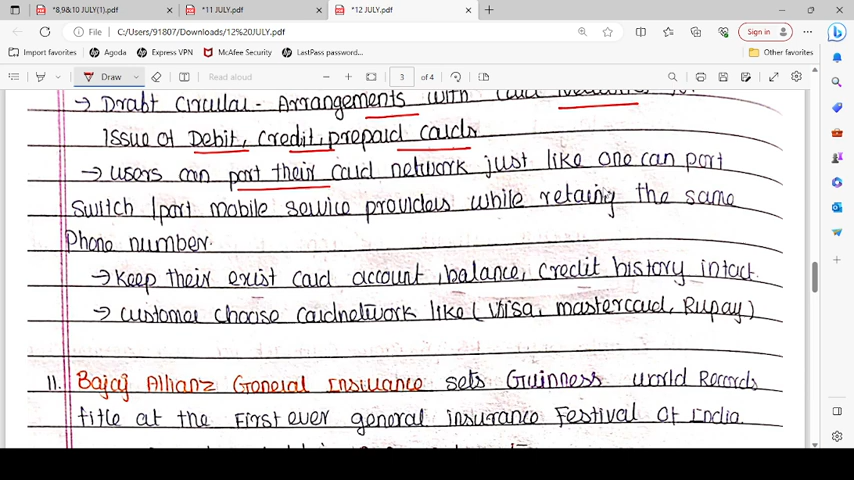 *8,9&10 JULY(1).pdf
*11 JULY.pdf
*12 JULY.pdf
File
C:/Users/91807/Downloads/12%20JULY.pdf
Sign in
Import favorites
Agoda
Express VPN
McAfee Security
LastPass password...
Other favorites
Draw
Read aloud
3
of 4
→ Draft Circular - Arrangements with Card
Issue of Debit, Credit, prepaid cards
→ users can port their card network just like one can port
switch /port mobile service providers while retaining the same
Phone number.
→ Keep their exist card account, balance, credit history intact.
→ customer choose cardnetwork like (Visa, mastercard, Rupay)
11. Bajaj Allianz General Insurance sets Guinness world Records
title at the First ever general insurance Festival of India.